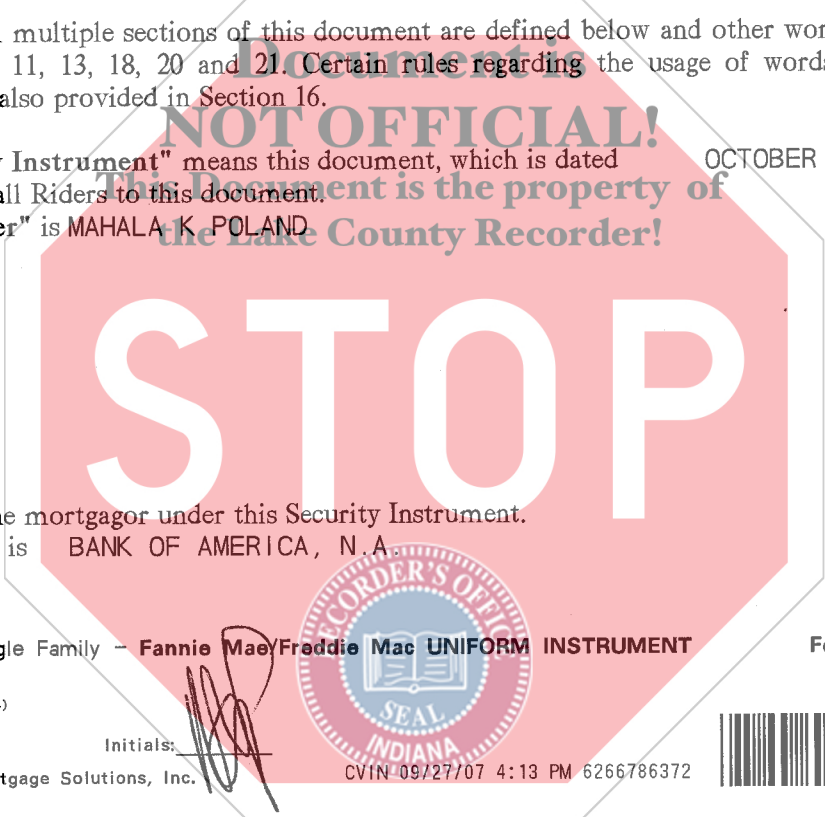 multiple sections of this document are defined below and other wor
11, 13, 18, 20 and 21. Certain rules regarding the usage of words
also provided in Section 16.
Document is
NOT OFFICIAL!
This Document is the property of
the Lake County Recorder!
Instrument" means this document, which is dated OCTOBER
all Riders to this document.
er" is MAHALA K POLAND
STOP
e mortgagor under this Security Instrument.
is BANK OF AMERICA, N.A.
RECORDER'S OFFIC
SEAL
INDIANA
gle Family – Fannie Mae/Freddie Mac UNIFORM INSTRUMENT Fo
Initials:
tgage Solutions, Inc.
CVIN 09/27/07 4:13 PM 6266786372